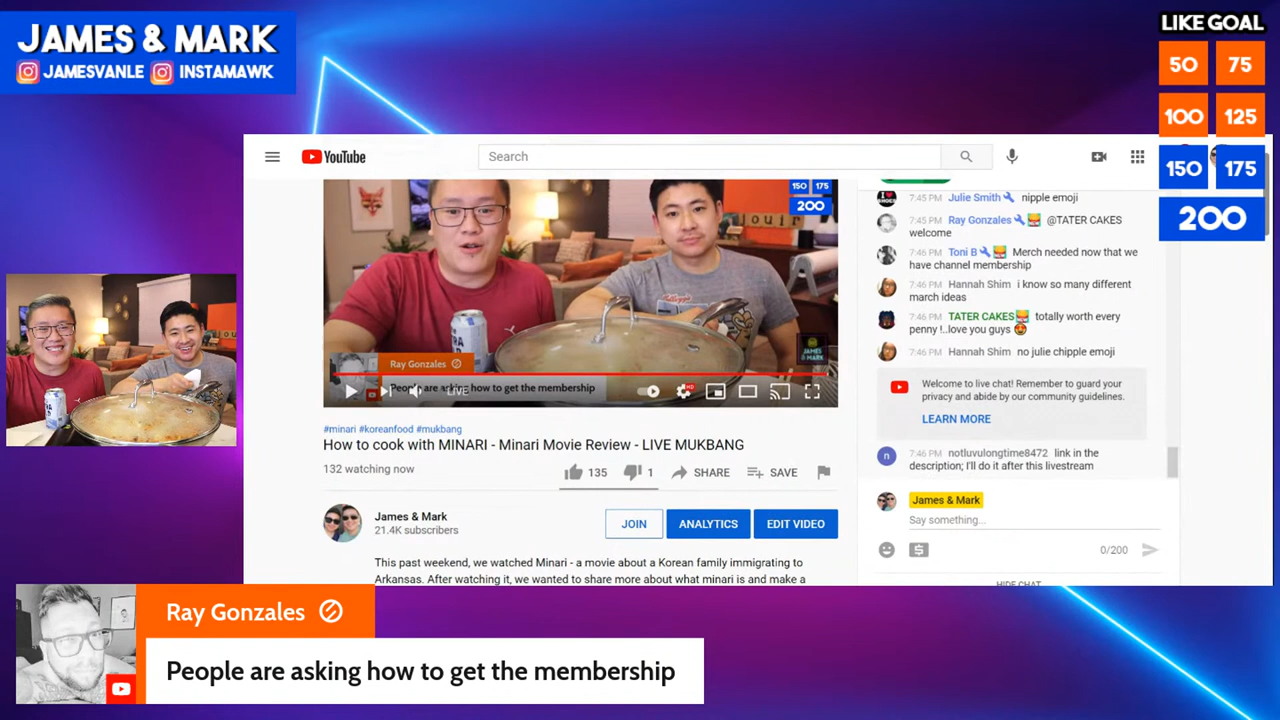 JAMES & MARK
JAMESVANLE INSTAMAWK
LIKE GOAL
50 75
100 125
150 175
200
YouTube
Search
150 175
200
Ray Gonzales
People are asking how to get the membership
LIVE
HD
JAMES
& MARK
#minari #koreanfood #mukbang
How to cook with MINARI - Minari Movie Review - LIVE MUKBANG
132 watching now
135 1 SHARE SAVE
James & Mark
21.4K subscribers
JOIN ANALYTICS EDIT VIDEO
This past weekend, we watched Minari - a movie about a Korean family immigrating to
Arkansas. After watching it, we wanted to share more about what minari is and make a
7:45 PM Julie Smith nipple emoji
7:45 PM Ray Gonzales @TATER CAKES
welcome
7:46 PM Toni B Merch needed now that we
have channel membership
7:46 PM Hannah Shim i know so many different
march ideas
7:46 PM TATER CAKES totally worth every
penny !..love you guys
7:46 PM Hannah Shim no julie chipple emoji
Welcome to live chat! Remember to guard your
privacy and abide by our community guidelines.
LEARN MORE
n 7:46 PM notluvulongtime8472 link in the
description; I'll do it after this livestream
James & Mark
Say something...
0/200
HIDE CHAT
Ray Gonzales
People are asking how to get the membership